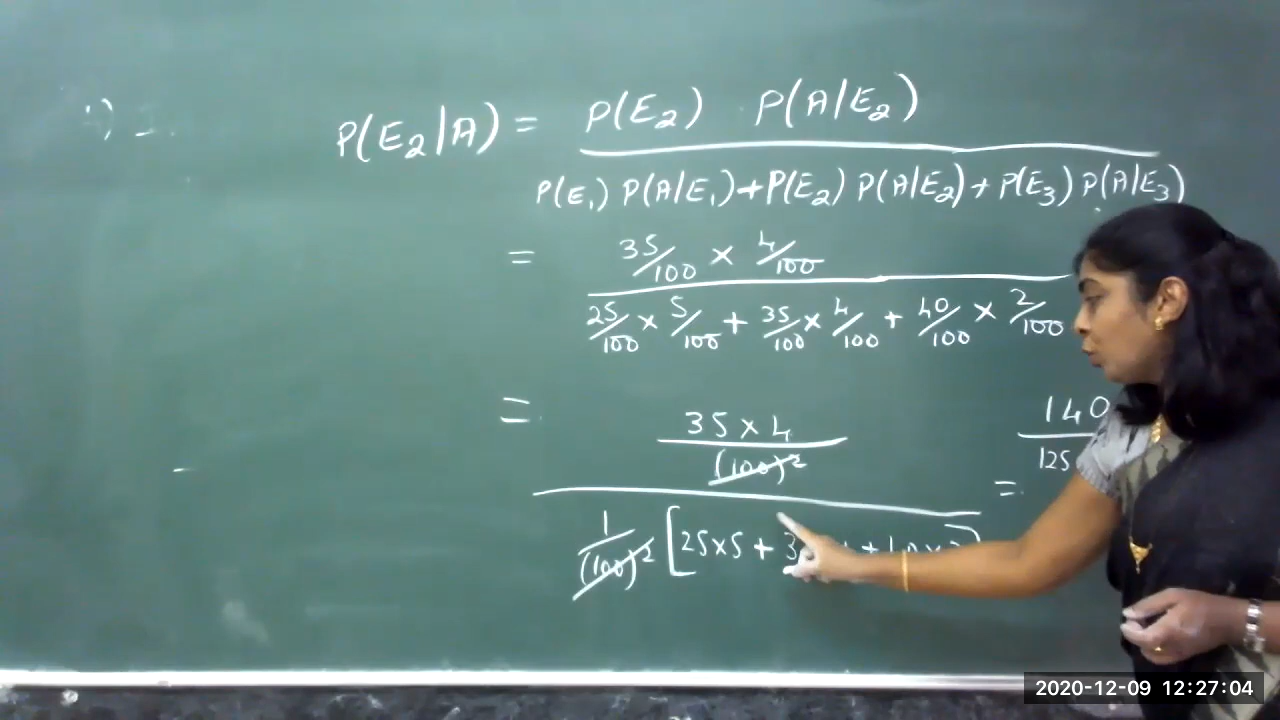 i)
P(E₂|A) = P(E₂) . P(A|E₂)
P(E₁) P(A|E₁) + P(E₂) P(A|E₂) + P(E₃) P(A|E₃)
= 35/100 × 4/100
25/100 × 5/100 + 35/100 × 4/100 + 40/100 × 2/100
= 35 × 4 / (100)² = 140
125
1/(100)² [25×5 + 3
2020-12-09 12:27:04